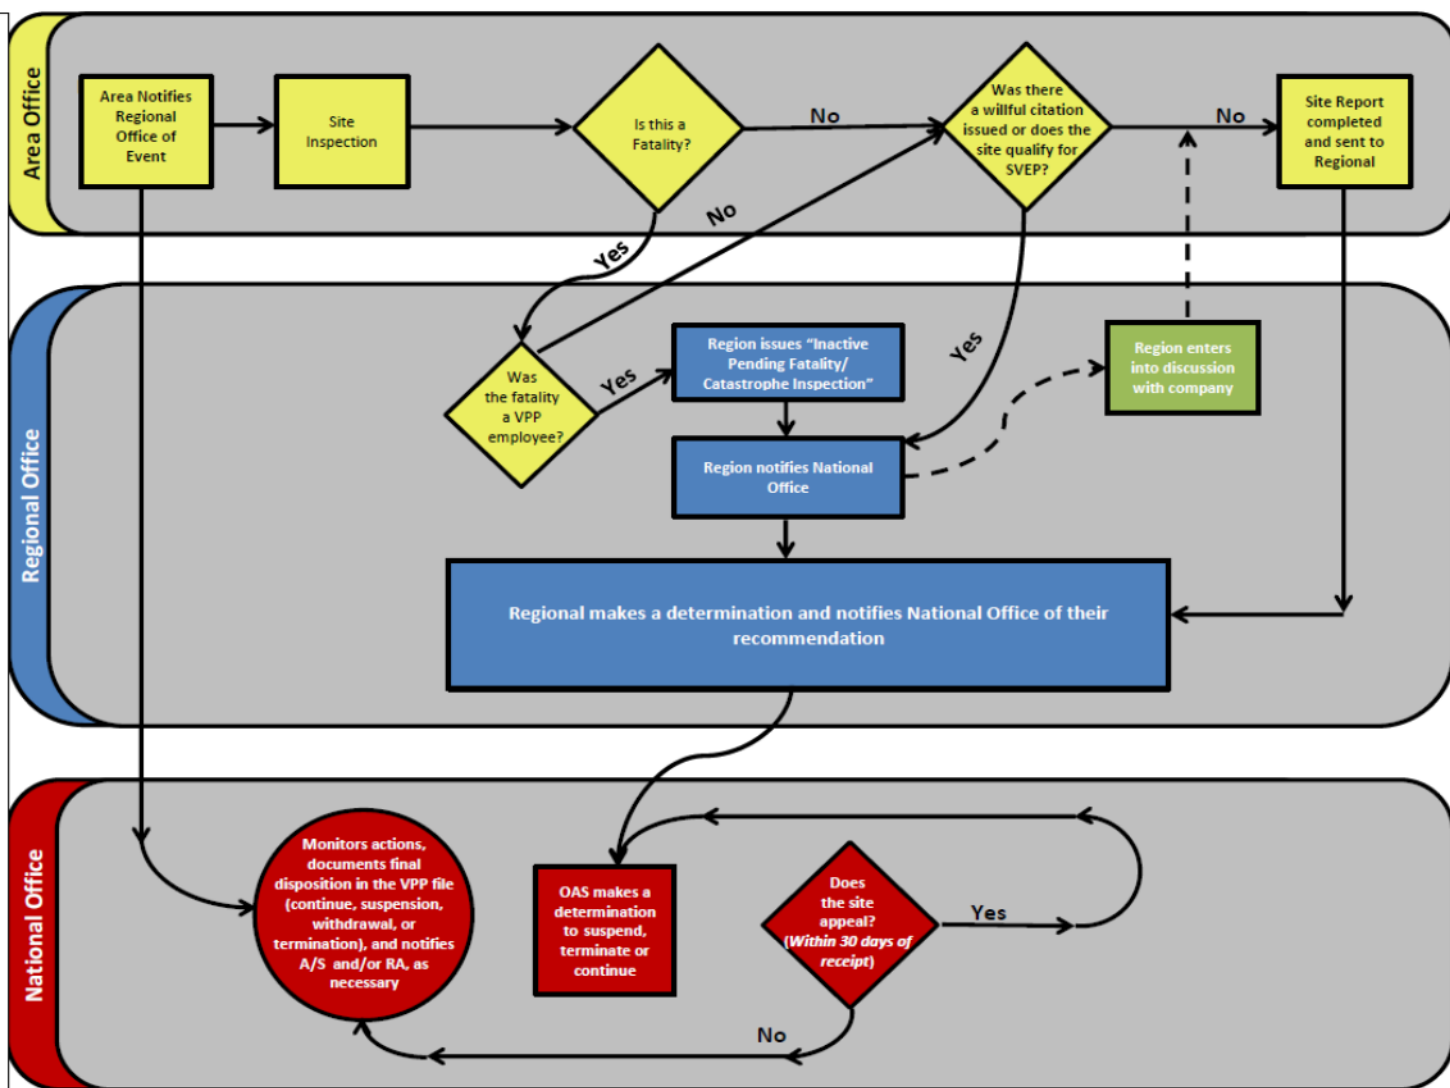 Area Office
Area Notifies
Regional
Office of
Event
Site
Inspection
Is this a
Fatality?
No
Was there
a willful citation
issued or does the
site qualify for
SVEP?
No
Site Report
completed
and sent to
Regional
Yes
No
Yes
Regional Office
Was
the fatality
a VPP
employee?
Yes
Region issues “Inactive
Pending Fatality/
Catastrophe Inspection”
Region notifies National
Office
Region enters
into discussion
with company
Regional makes a determination and notifies National Office of their
recommendation
National Office
Monitors actions,
documents final
disposition in the VPP file
(continue, suspension,
withdrawal, or
termination), and notifies
A/S and/or RA, as
necessary
OAS makes a
determination
to suspend,
terminate or
continue
Does
the site
appeal?
(Within 30 days of
receipt)
Yes
No